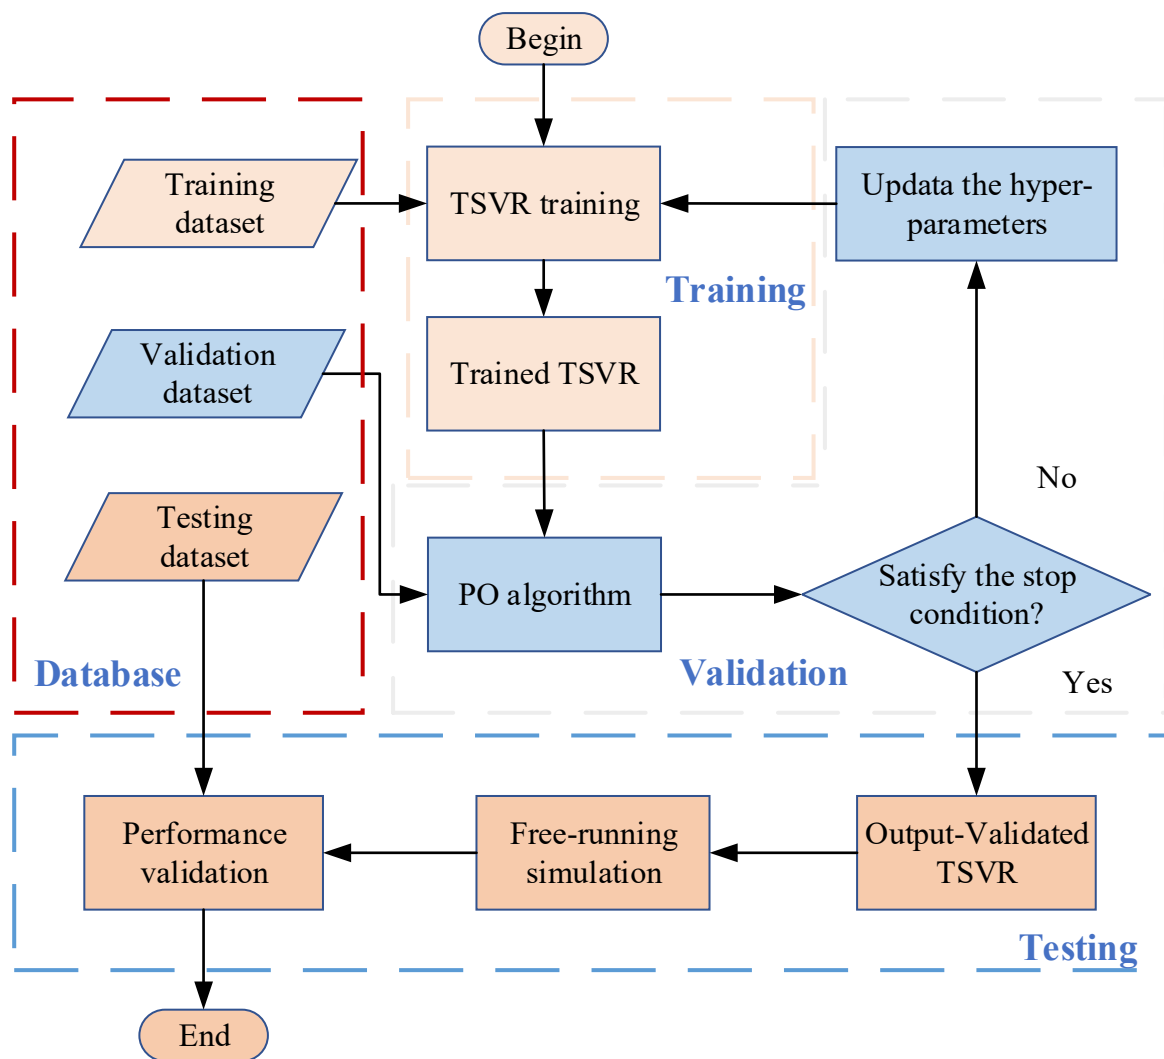 Begin
Training
dataset
TSVR training
Updata the hyper-
parameters
Training
Validation
dataset
Trained TSVR
No
Testing
dataset
PO algorithm
Satisfy the stop
condition?
Database
Validation
Yes
Performance
validation
Free-running
simulation
Output-Validated
TSVR
Testing
End